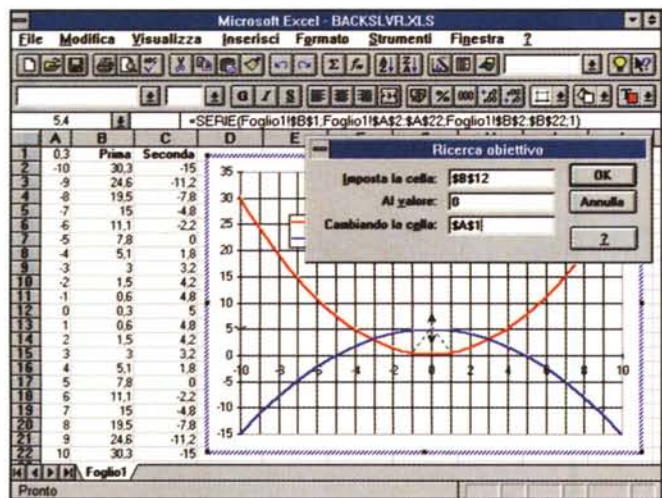 Microsoft Excel - BACKSLVR.XLS
File Modifica Visualizza Inserisci Formato Strumenti Finestra ?
G I S % 000
5,4 =SERIE(Foglio1!$B$1;Foglio1!$A$2:$A$22;Foglio1!$B$2:$B$22;1)
A B C D E
1 0,3 Prima Seconda
2 -10 30,3 -15
3 -9 24,6 -11,2
4 -8 19,5 -7,8
5 -7 15 -4,8
6 -6 11,1 -2,2
7 -5 7,8 0
8 -4 5,1 1,8
9 -3 3 3,2
10 -2 1,5 4,2
11 -1 0,6 4,8
12 0 0,3 5
13 1 0,6 4,8
14 2 1,5 4,2
15 3 3 3,2
16 4 5,1 1,8
17 5 7,8 0
18 6 11,1 -2,2
19 7 15 -4,8
20 8 19,5 -7,8
21 9 24,6 -11,2
22 10 30,3 -15
35
30
25
20
15
10
5
0
-5
-10
-15
-10 -8 -6 -4 -2 0 2 4 6 8 10
Ricerca obiettivo
Imposta la cella: $B$12
Al valore:
Cambiando la cella: $A$1
OK
Annulla
?
Foglio1
Pronto